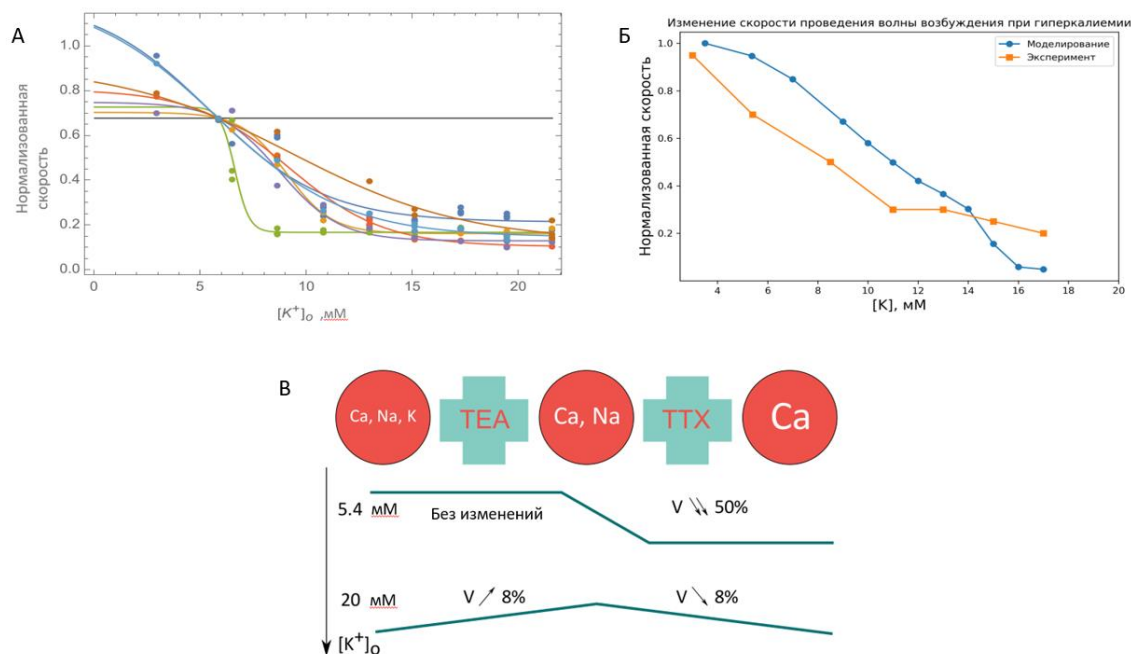 А
Нормализованная
скорость
1.0
0.8
0.6
0.4
0.2
0.0
0 5 10 15 20
[K⁺]ₒ ,мМ
Б
Изменение скорости проведения волны возбуждения при гиперкалиемии
Моделирование
Эксперимент
Нормализованная скорость
1.0
0.8
0.6
0.4
0.2
4 6 8 10 12 14 16 18 20
[K], мМ
В
Ca, Na, K
TEA
Ca, Na
TTX
Ca
5.4 мМ
Без изменений
V ↘↘ 50%
20 мМ
V ↗ 8%
V ↘ 8%
[K⁺]ₒ